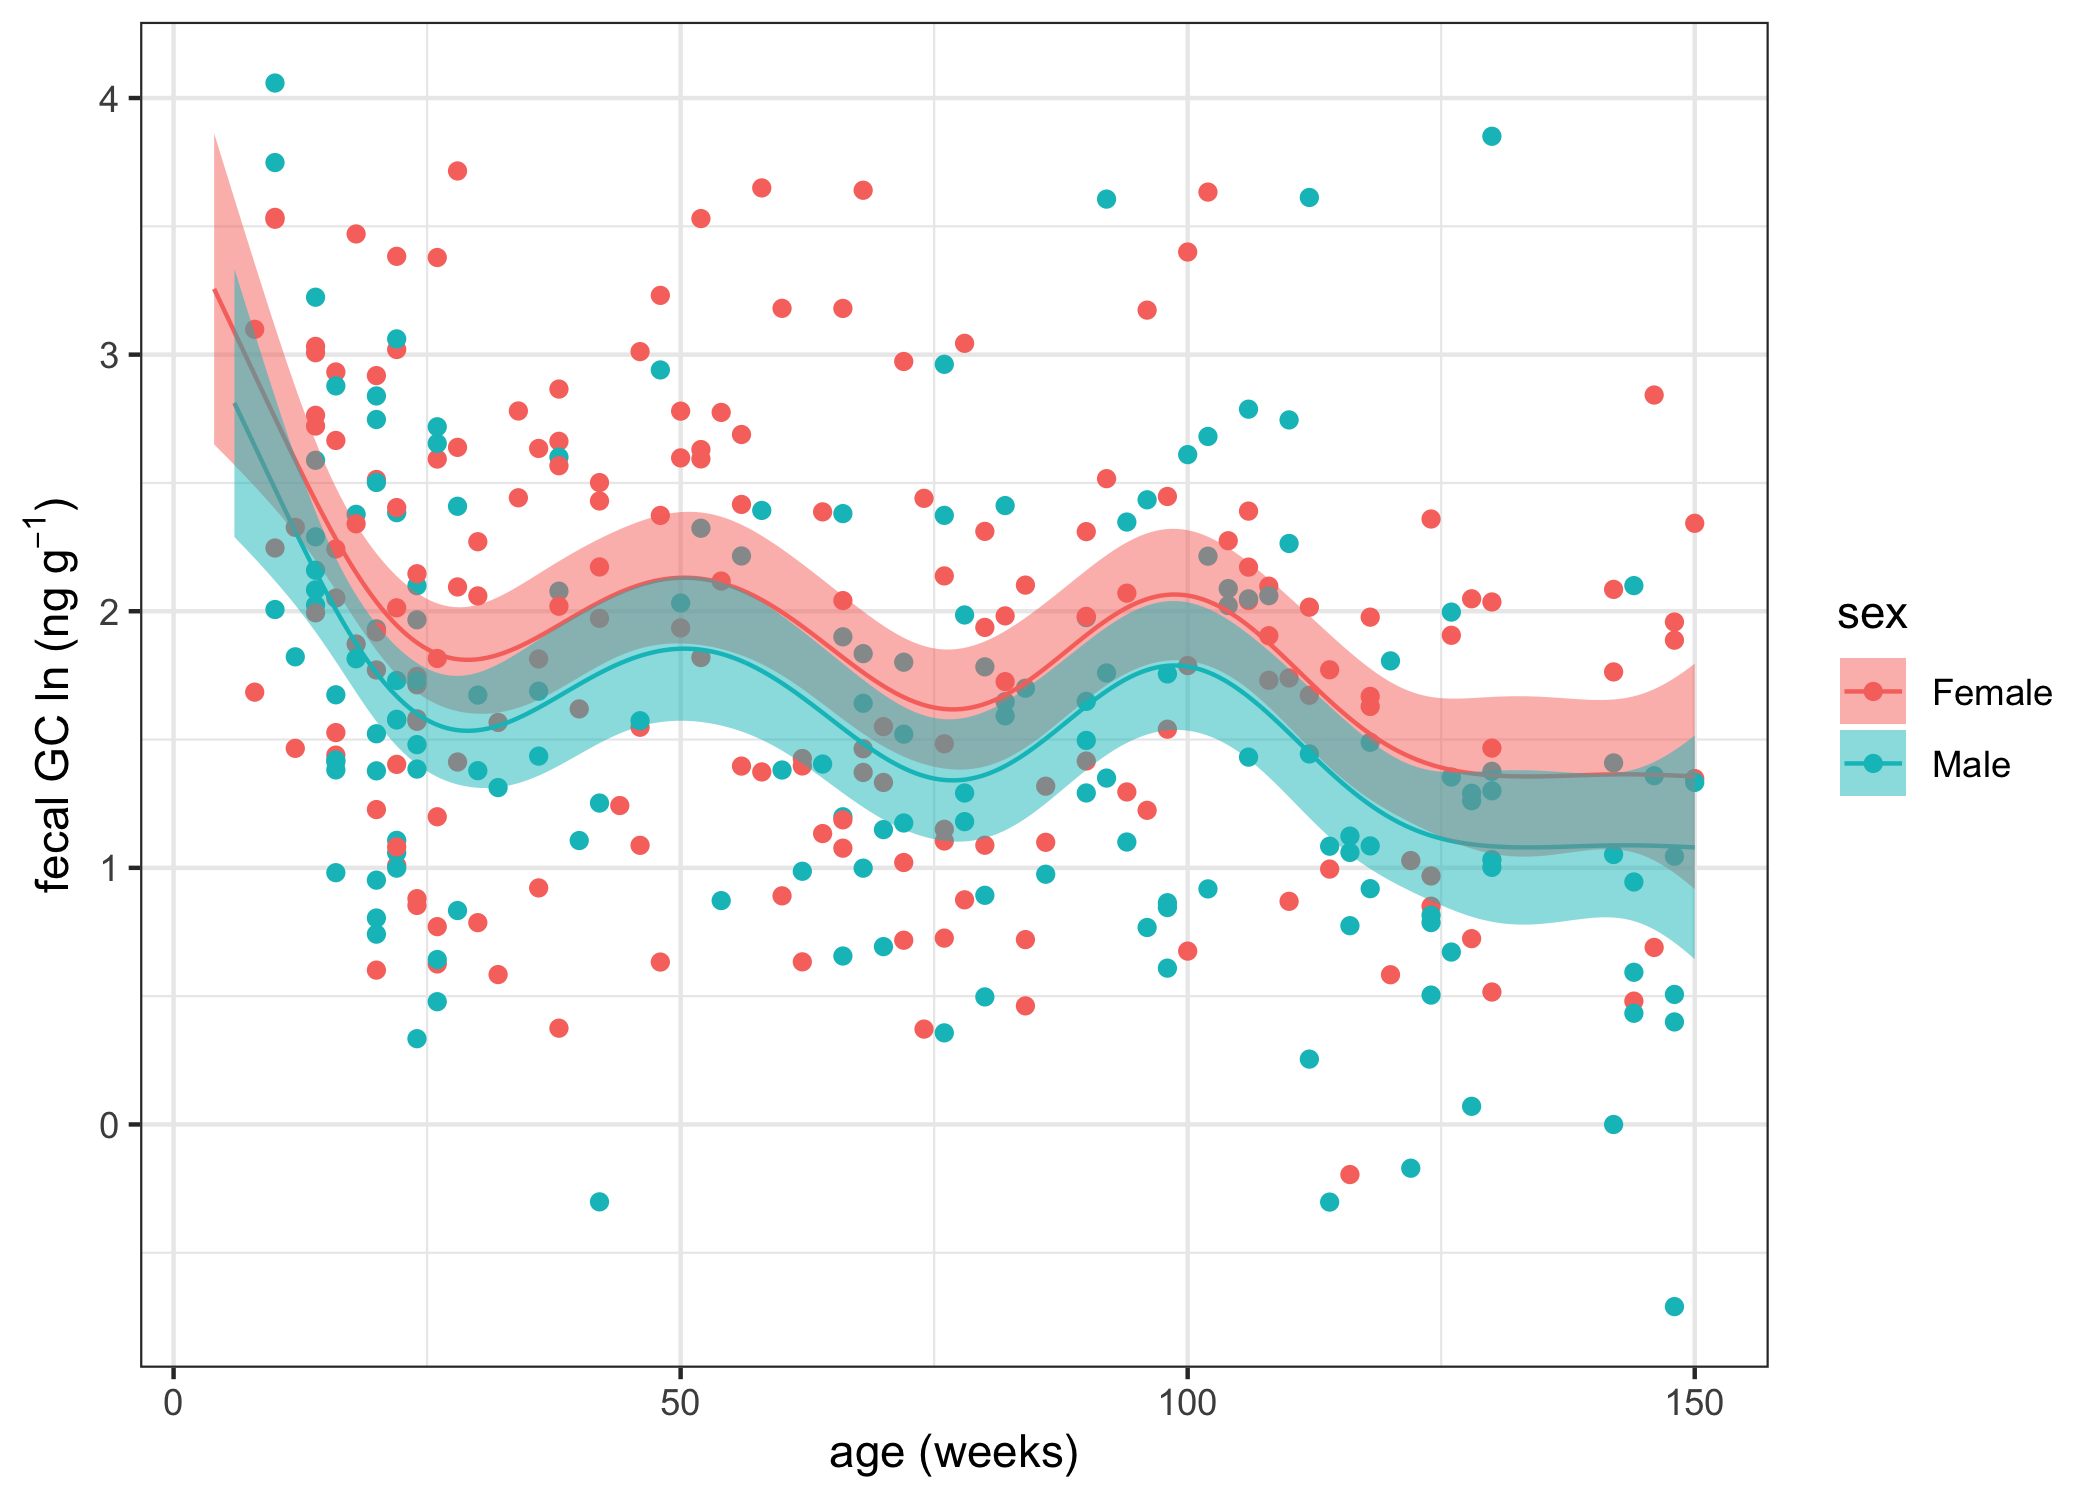 4
3
2
1
0
fecal GC ln (ng g⁻¹)
0 50 100 150
age (weeks)
sex
Female
Male